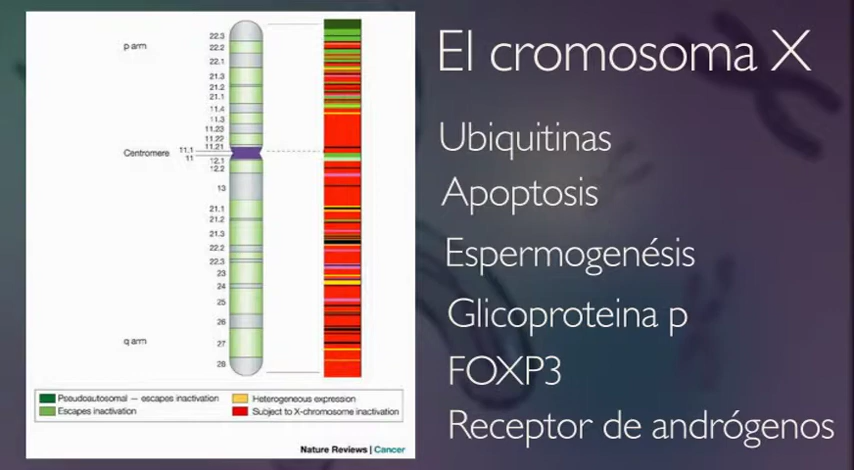 El cromosoma X
Ubiquitinas
Apoptosis
Espermogenésis
Glicoproteina p
FOXP3
Receptor de andrógenos
p arm
22.3
22.2
22.1
21.3
21.2
21.1
11.4
11.3
11.23
11.22
11.21
Centromere
11.1
11
12.1
12.2
13
21.1
21.2
21.3
22.2
22.3
23
24
25
26
q arm
27
28
Pseudoautosomal — escapes inactivation
Heterogeneous expression
Escapes inactivation
Subject to X-chromosome inactivation
Nature Reviews | Cancer